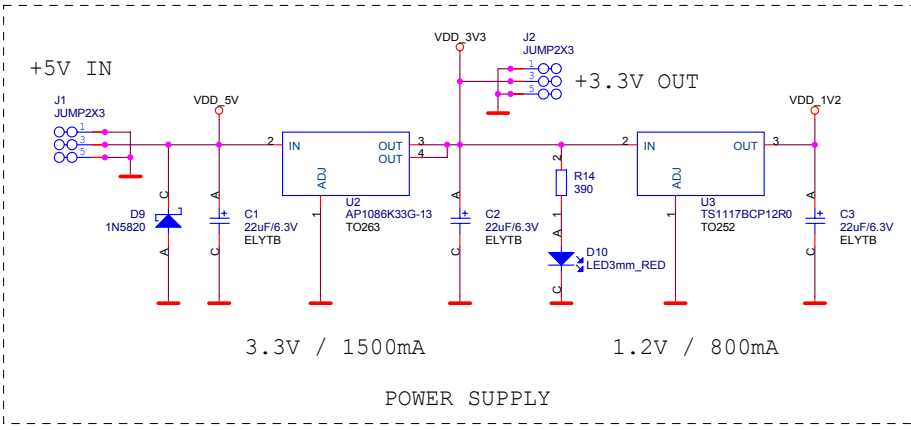 VDD_3V3
J2
JUMP2X3
1
3
5
+3.3V OUT
+5V IN
J1
JUMP2X3
1
3
5
VDD_5V
VDD_1V2
2
IN
OUT
3
OUT
4
ADJ
1
U2
AP1086K33G-13
TO263
2
IN
OUT
3
ADJ
1
U3
TS1117BCP12R0
TO252
C
D9
1N5820
A
A
+
C1
22uF/6.3V
ELYTB
C
A
+
C2
22uF/6.3V
ELYTB
C
2
R14
390
1
A
D10
LED3mm_RED
C
A
+
C3
22uF/6.3V
ELYTB
C
3.3V / 1500mA
1.2V / 800mA
POWER SUPPLY